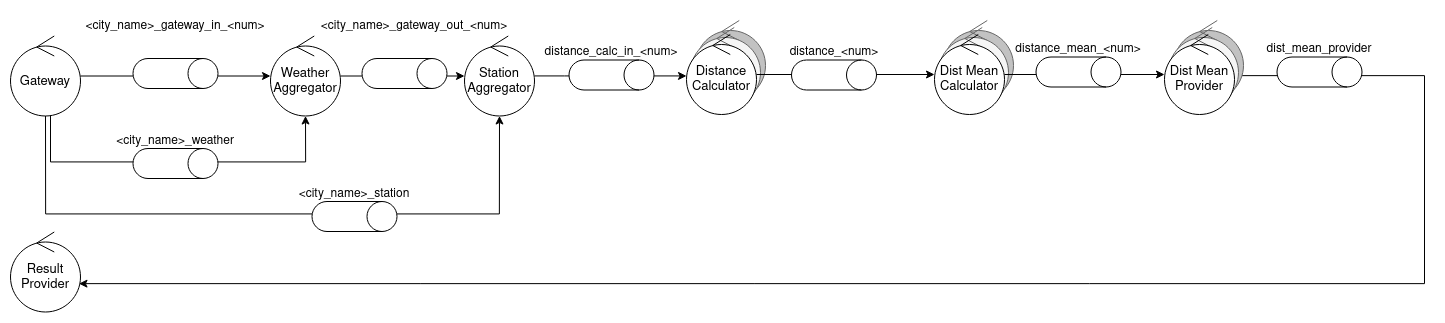 <city_name>_gateway_in_<num>
<city_name>_gateway_out_<num>
distance_calc_in_<num>
distance_<num>
distance_mean_<num>
dist_mean_provider
Gateway
Weather
Aggregator
Station
Aggregator
Distance
Calculator
Dist Mean
Calculator
Dist Mean
Provider
<city_name>_weather
<city_name>_station
Result
Provider